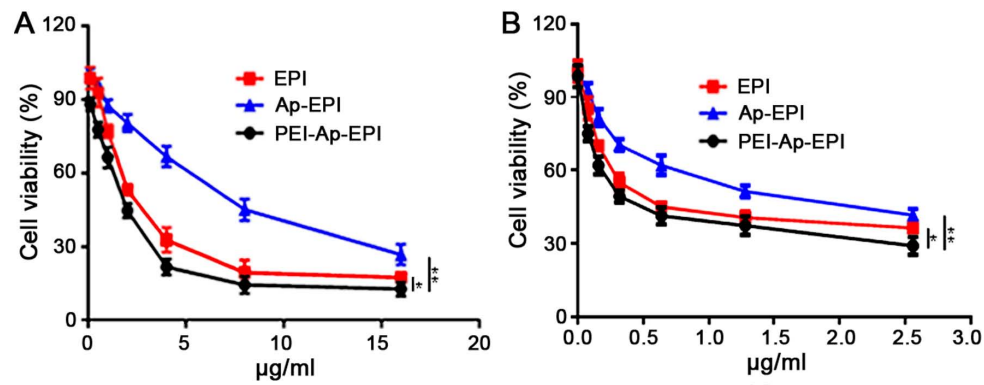 A
Cell viability (%)
120
90
60
30
0
0
5
10
15
20
µg/ml
EPI
Ap-EPI
PEI-Ap-EPI
*
**
B
Cell viability (%)
120
90
60
30
0
0.0
0.5
1.0
1.5
2.0
2.5
3.0
µg/ml
EPI
Ap-EPI
PEI-Ap-EPI
*
**